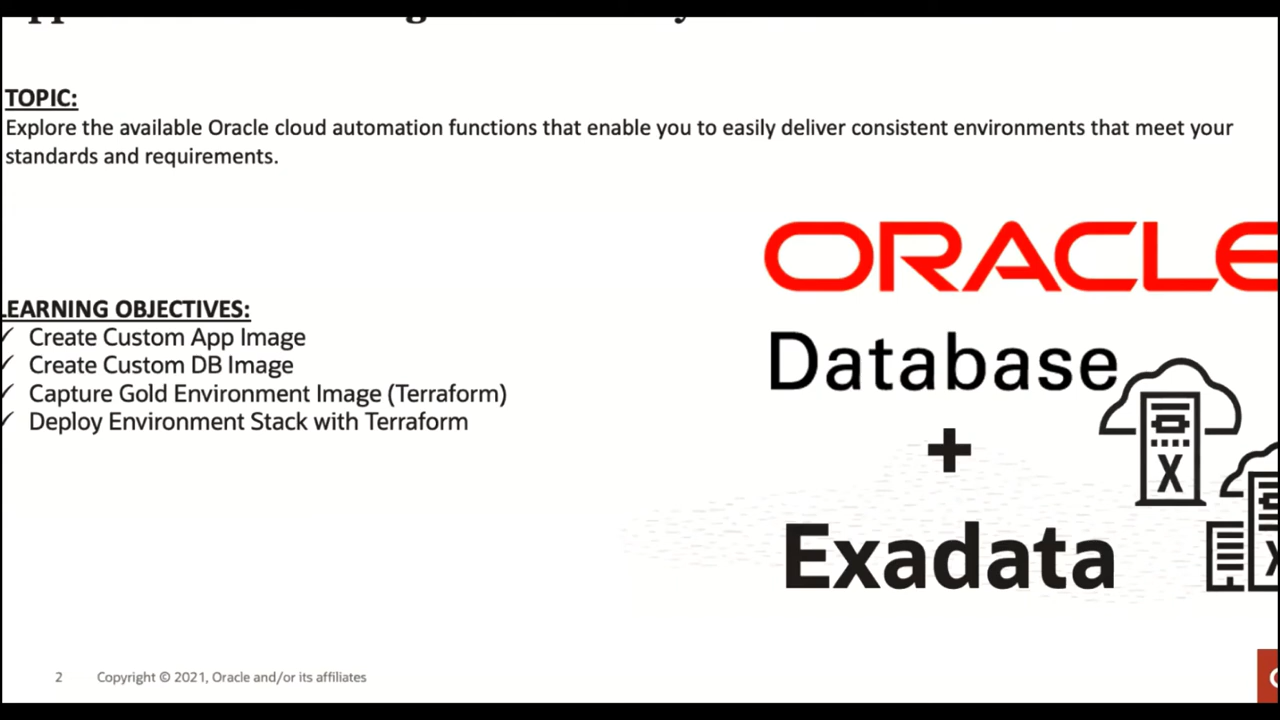 TOPIC:
Explore the available Oracle cloud automation functions that enable you to easily deliver consistent environments that meet your
standards and requirements.
LEARNING OBJECTIVES:
✓ Create Custom App Image
✓ Create Custom DB Image
✓ Capture Gold Environment Image (Terraform)
✓ Deploy Environment Stack with Terraform
ORACLE
Database
+
Exadata
X
X
2 Copyright © 2021, Oracle and/or its affiliates